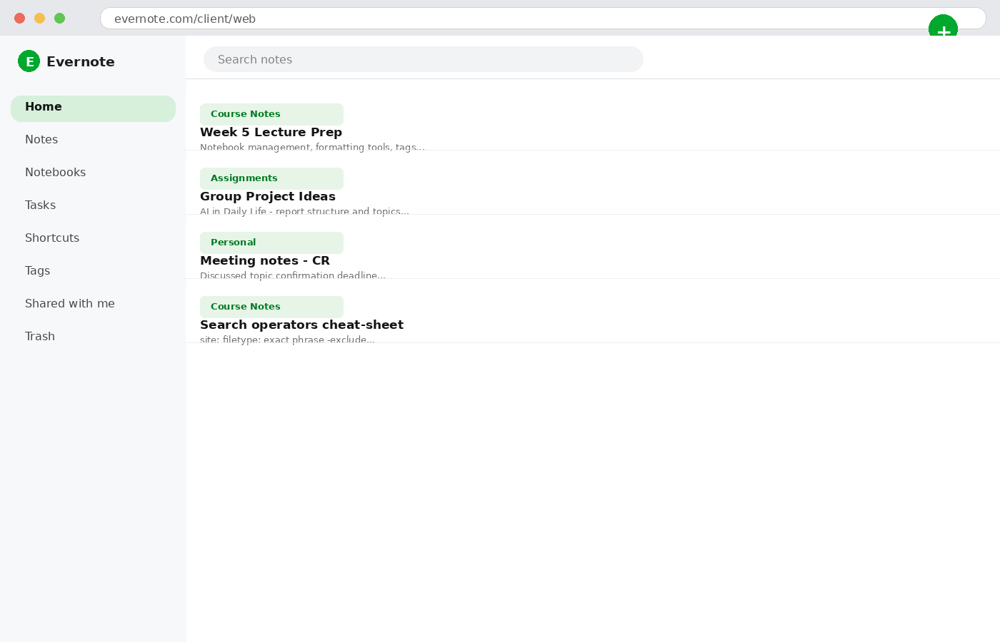 evernote.com/client/web
+
E Evernote
Search notes
Home
Notes
Notebooks
Tasks
Shortcuts
Tags
Shared with me
Trash
Course Notes
Week 5 Lecture Prep
Notebook management, formatting tools, tags...
Assignments
Group Project Ideas
AI in Daily Life - report structure and topics...
Personal
Meeting notes - CR
Discussed topic confirmation deadline...
Course Notes
Search operators cheat-sheet
site: filetype: exact phrase -exclude...